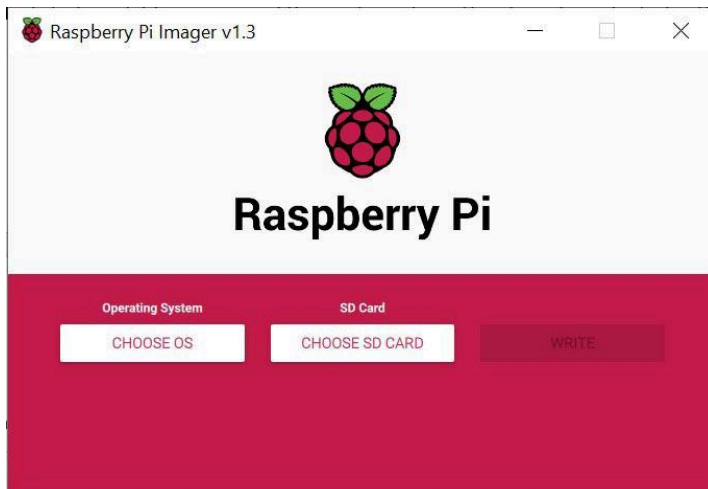 Raspberry Pi Imager v1.3
Raspberry Pi
Operating System
SD Card
CHOOSE OS
CHOOSE SD CARD
WRITE